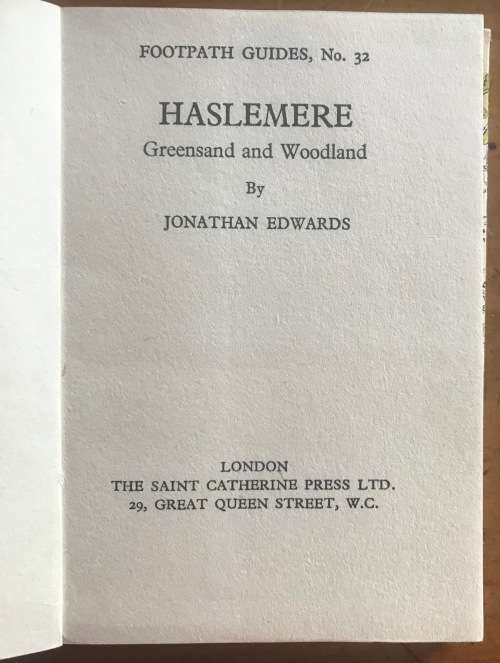 FOOTPATH GUIDES, No. 32
HASLEMERE
Greensand and Woodland
By
JONATHAN EDWARDS
LONDON
THE SAINT CATHERINE PRESS LTD.
29, GREAT QUEEN STREET, W.C.